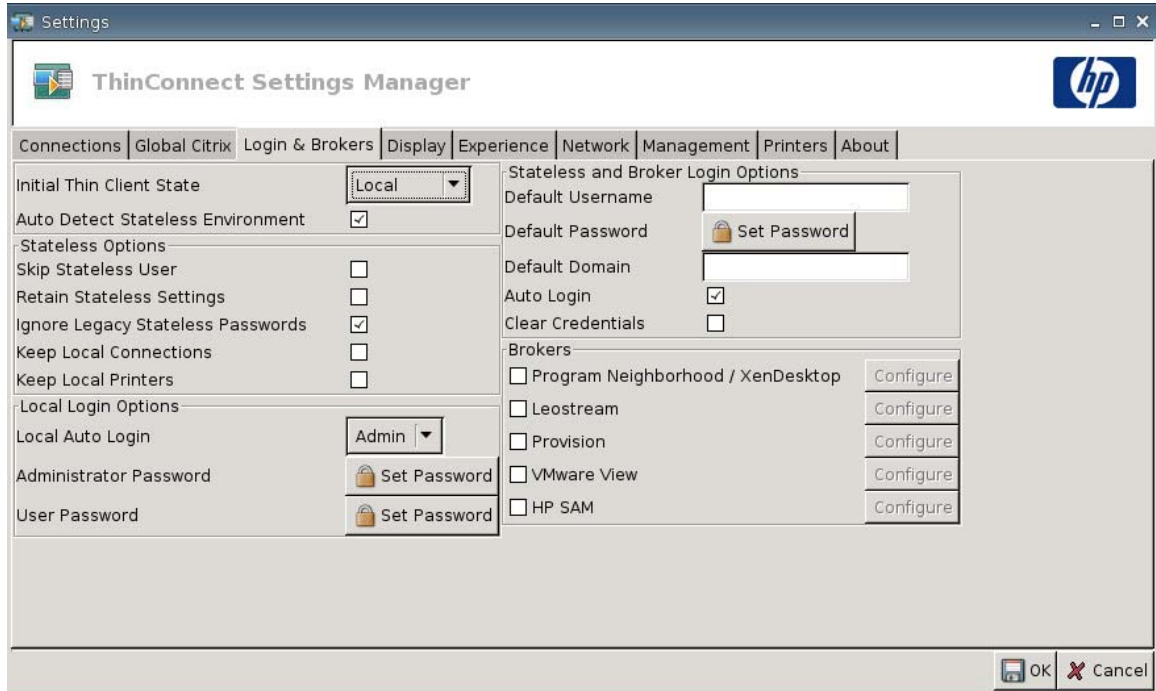 Settings
ThinConnect Settings Manager
hp
Connections Global Citrix Login & Brokers Display Experience Network Management Printers About
Initial Thin Client State Local
Auto Detect Stateless Environment
Stateless Options
Skip Stateless User
Retain Stateless Settings
Ignore Legacy Stateless Passwords
Keep Local Connections
Keep Local Printers
Local Login Options
Local Auto Login Admin
Administrator Password Set Password
User Password Set Password
Stateless and Broker Login Options
Default Username
Default Password Set Password
Default Domain
Auto Login
Clear Credentials
Brokers
Program Neighborhood / XenDesktop Configure
Leostream Configure
Provision Configure
VMware View Configure
HP SAM Configure
OK Cancel